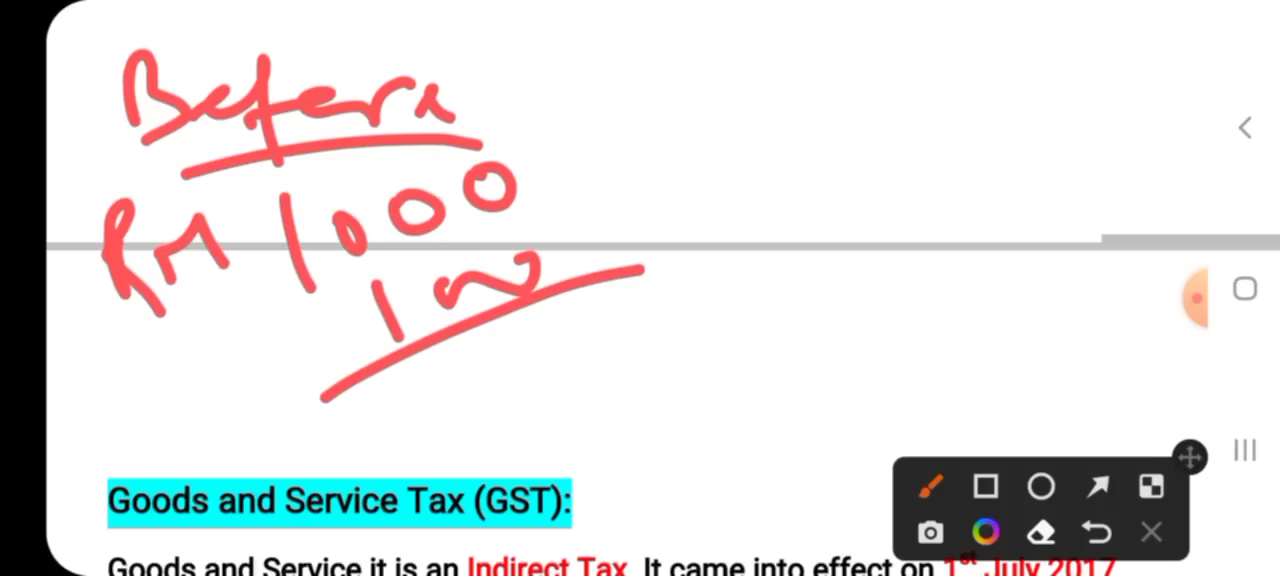 Before
RM 1000
100
Goods and Service Tax (GST):
Goods and Service it is an Indirect Tax. It came into effect on 1st July 2017